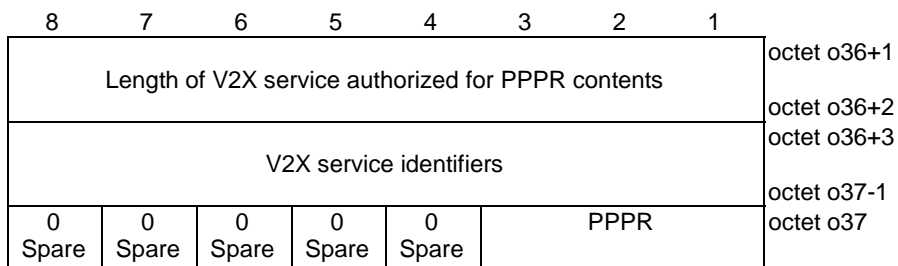 8 7 6 5 4 3 2 1
octet o36+1
Length of V2X service authorized for PPPR contents
octet o36+2
octet o36+3
V2X service identifiers
octet o37-1
0 0 0 0 0 PPPR octet o37
Spare Spare Spare Spare Spare